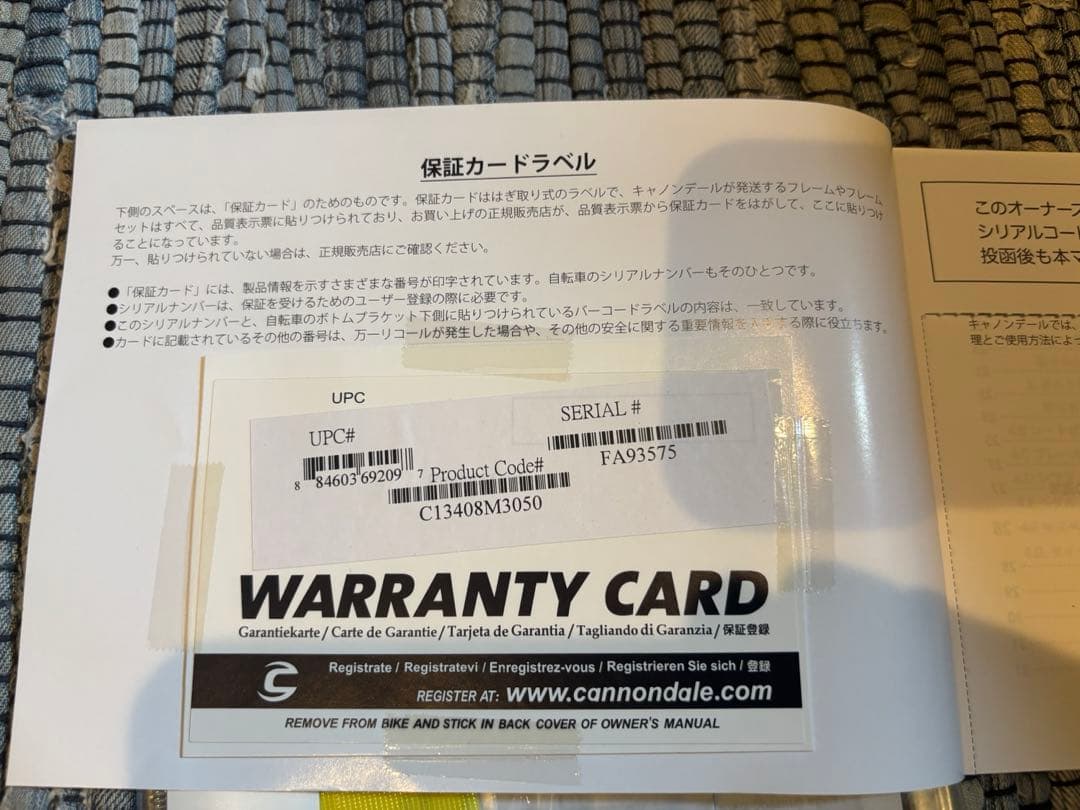 保証カードラベル
下側のスペースは、「保証カード」のためのものです。保証カードははぎ取り式のラベルで、キャノンデールが発送するフレームやフレーム
セットはすべて、品質表示票に貼りつけられており、お買い上げの正規販売店が、品質表示票から保証カードをはがして、ここに貼りつけ
ることになっています。
万一、貼りつけられていない場合は、正規販売店にご確認ください。
●「保証カード」には、製品情報を示すさまざまな番号が印字されています。自転車のシリアルナンバーもそのひとつです。
●シリアルナンバーは、保証を受けるためのユーザー登録の際に必要です。
●このシリアルナンバーと、自転車のボトムブラケット下側に貼りつけられているバーコードラベルの内容は、一致しています。
●カードに記載されているその他の番号は、万一リコールが発生した場合や、その他の安全に関する重要情報を入手する際に役立ちます。
UPC
UPC#
8 84603 69209 7
SERIAL #
FA93575
Product Code#
C13408M3050
WARRANTY CARD
Garantiekarte / Carte de Garantie / Tarjeta de Garantia / Tagliando di Garanzia / 保証登録
Registrate / Registratevi / Enregistrez-vous / Registrieren Sie sich / 登録
REGISTER AT: www.cannondale.com
REMOVE FROM BIKE AND STICK IN BACK COVER OF OWNER'S MANUAL
このオーナーズ
シリアルコー
投函後も本マ
キャノンデールでは、
理とご使用方法によっ